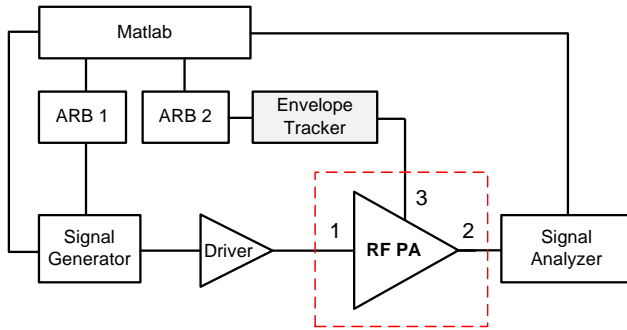 Matlab
ARB 1
ARB 2
Envelope
Tracker
3
1
2
Signal
Generator
Driver
RF PA
Signal
Analyzer